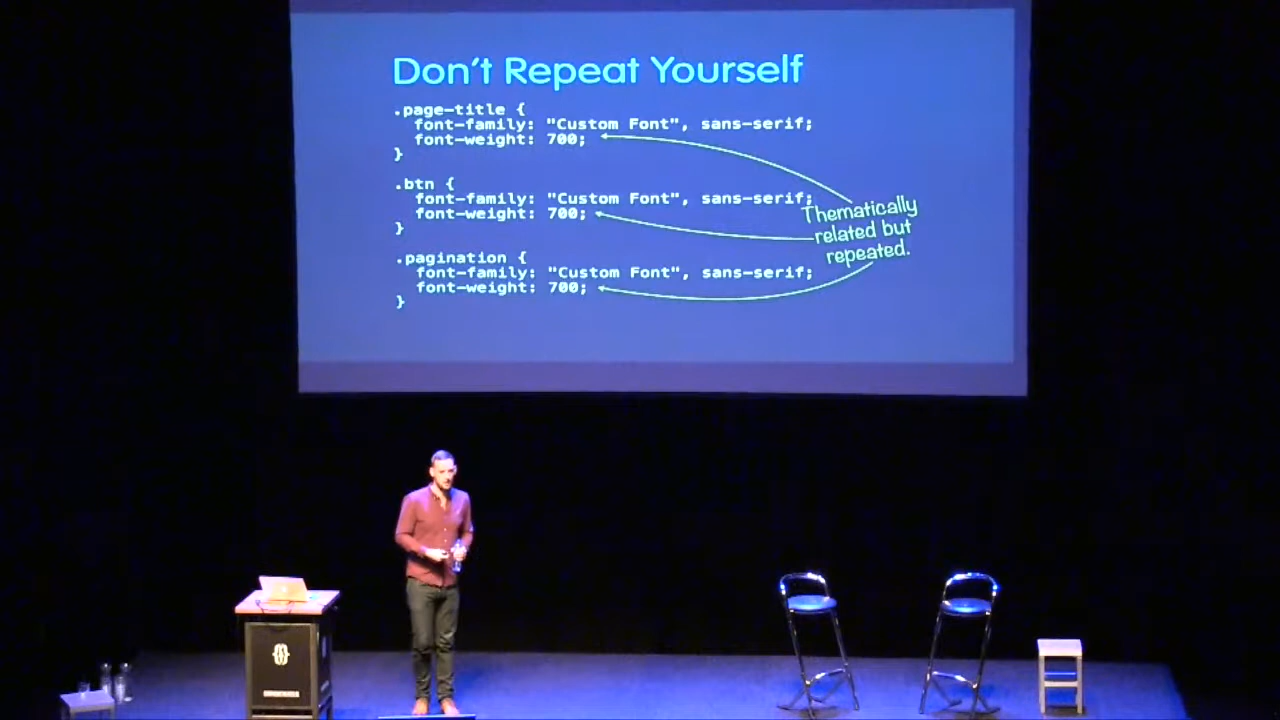 Don't Repeat Yourself
.page-title {
font-family: "Custom Font", sans-serif;
font-weight: 700;
}
.btn {
font-family: "Custom Font", sans-serif;
font-weight: 700;
}
.pagination {
font-family: "Custom Font", sans-serif;
font-weight: 700;
}
Thematically
related but
repeated.